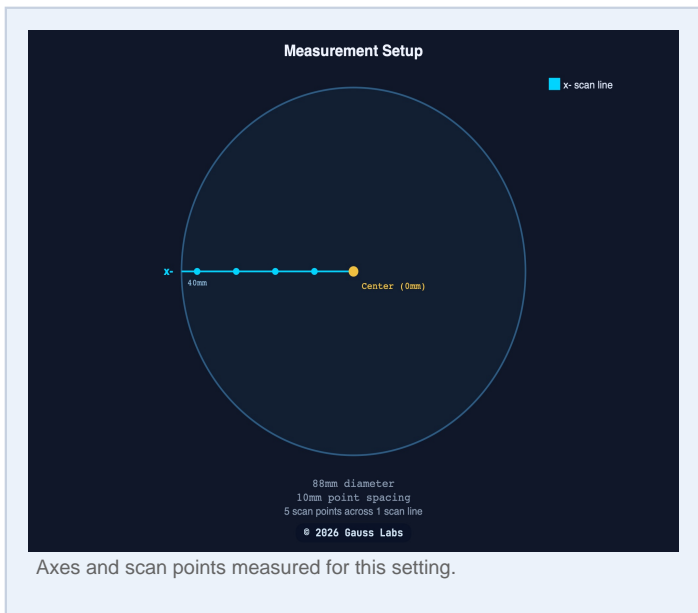 Measurement Setup
x- scan line
x-
40mm
Center (0mm)
88mm diameter
10mm point spacing
5 scan points across 1 scan line
© 2026 Gauss Labs
Axes and scan points measured for this setting.